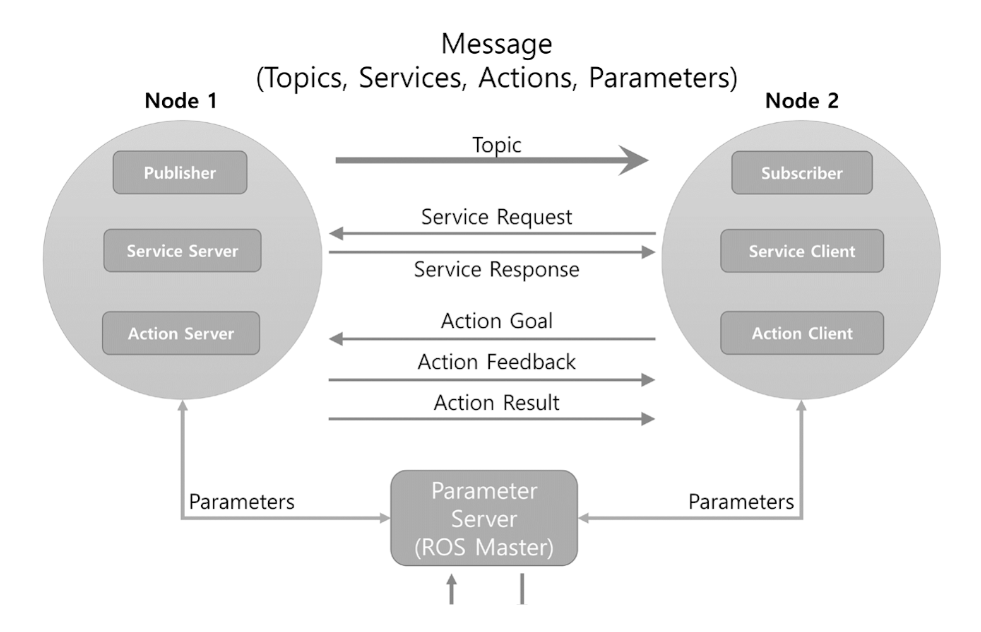 Message
(Topics, Services, Actions, Parameters)
Node 1
Node 2
Publisher
Topic
Subscriber
Service Request
Service Server
Service Client
Service Response
Action Goal
Action Server
Action Client
Action Feedback
Action Result
Parameters
Parameters
Parameter
Server
(ROS Master)